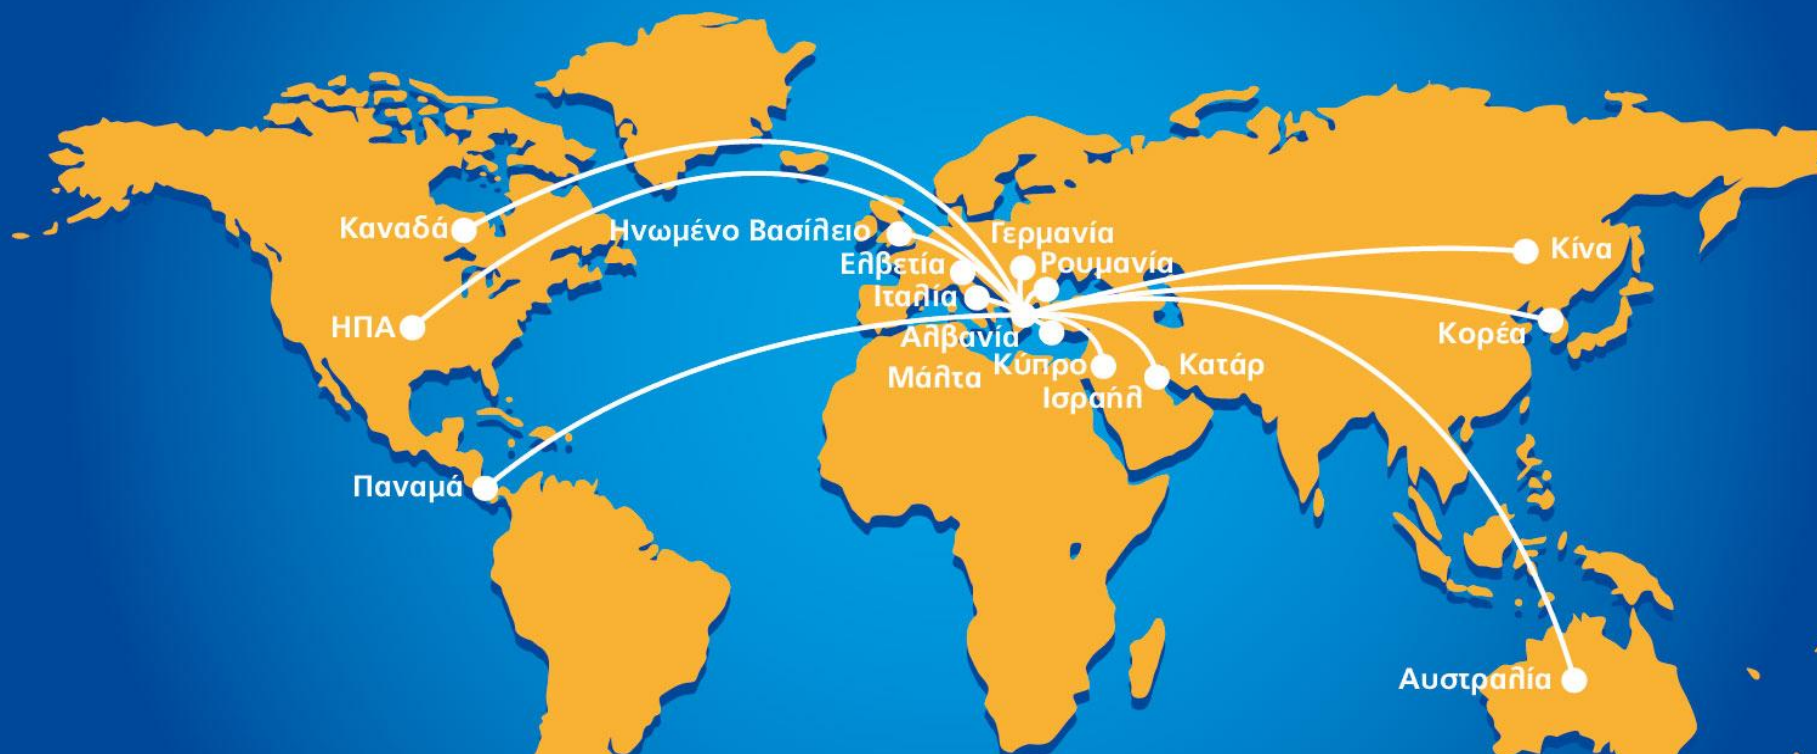 Καναδά
Ηνωμένο Βασίλειο
Γερμανία
Κίνα
Ελβετία
Ρουμανία
Ιταλία
ΗΠΑ
Αλβανία
Κορέα
Κύπρο
Κατάρ
Μάλτα
Ισραήλ
Παναμά
Αυστραλία